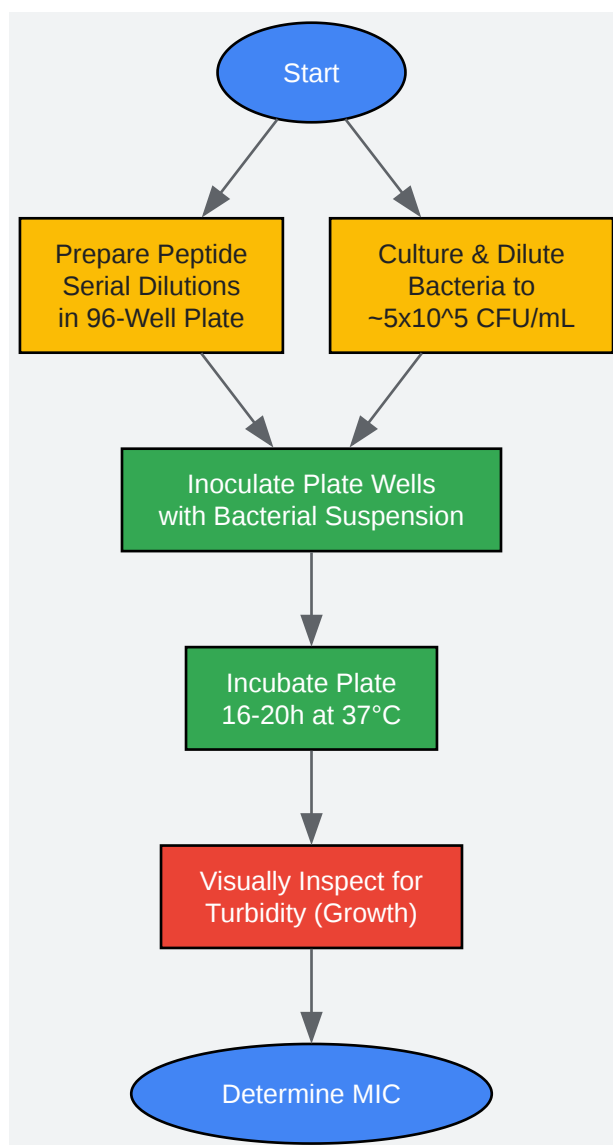 Start
Prepare Peptide
Serial Dilutions
in 96-Well Plate
Culture & Dilute
Bacteria to
~5x10^5 CFU/mL
Inoculate Plate Wells
with Bacterial Suspension
Incubate Plate
16-20h at 37°C
Visually Inspect for
Turbidity (Growth)
Determine MIC